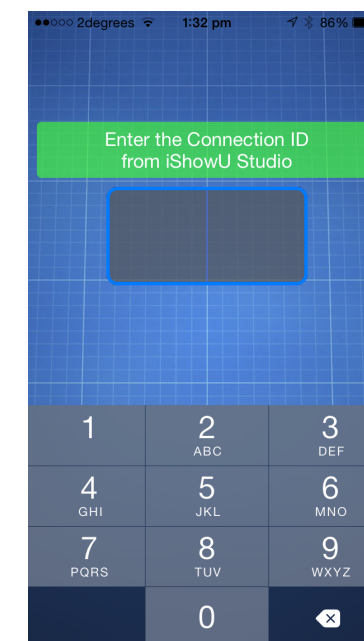 2degrees 1:32 pm 86%
Enter the Connection ID
from iShowU Studio
1 2 3
ABC DEF
4 5 6
GHI JKL MNO
7 8 9
PQRS TUV WXYZ
0